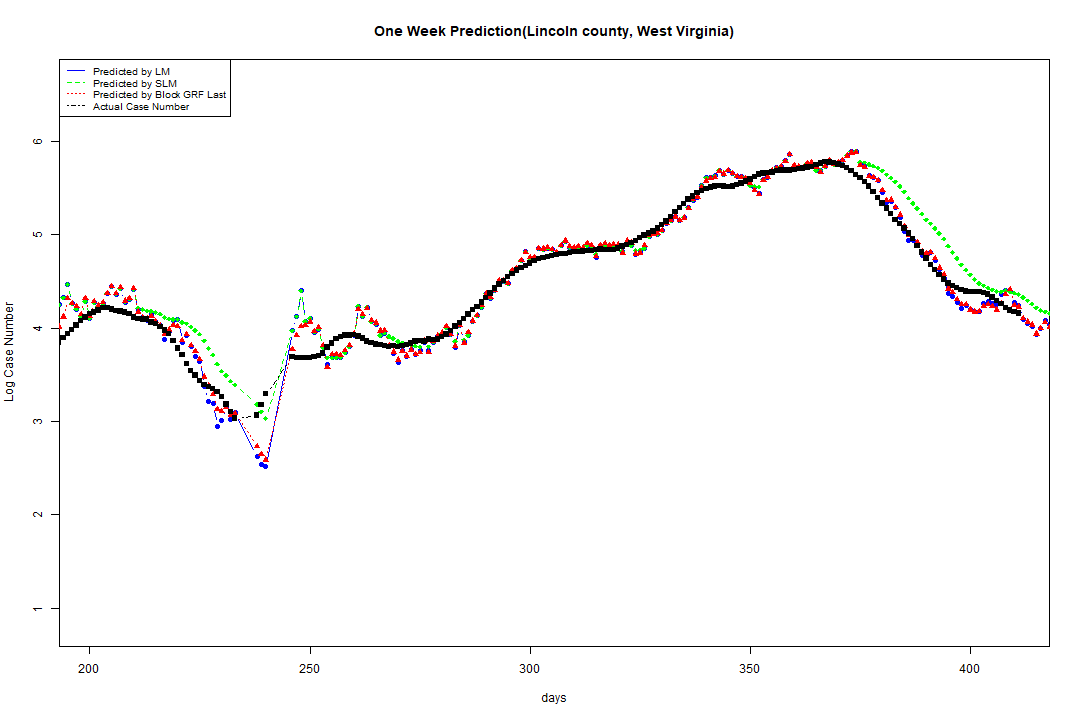 One Week Prediction(Lincoln county, West Virginia)
Predicted by LM
Predicted by SLM
Predicted by Block GRF Last
Actual Case Number
6
5
4
3
2
1
Log Case Number
200 250 300 350 400
days